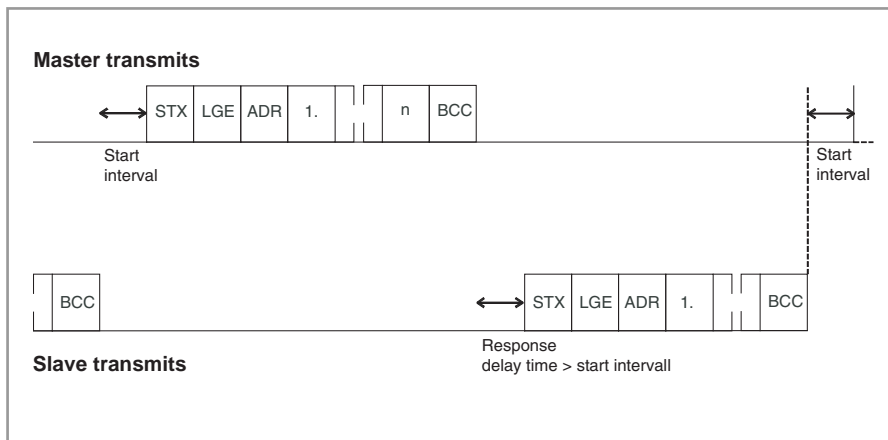 Master transmits
STX LGE ADR 1. n BCC
Start
interval
Start
interval
BCC STX LGE ADR 1. BCC
Slave transmits
Response
delay time > start intervall